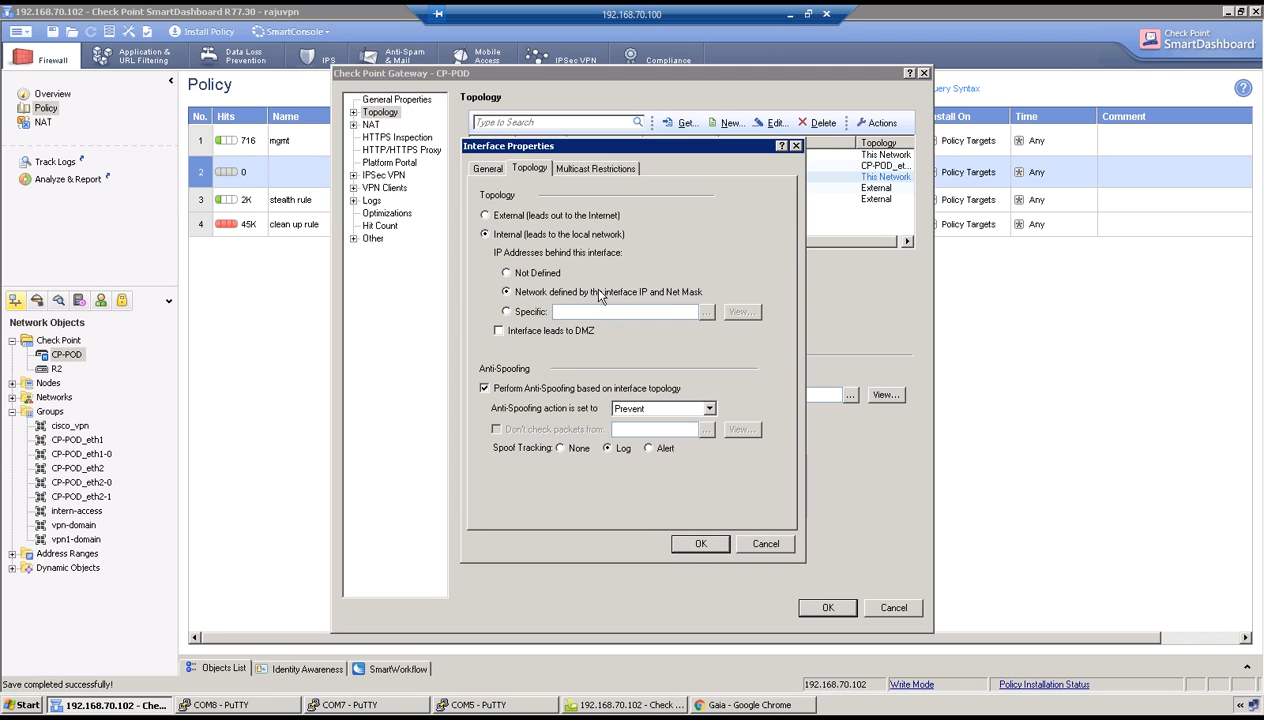 192.168.70.102 - Check Point SmartDashboard R77.30 - rajuvpn
192.168.70.100
Install Policy
SmartConsole
Check Point
SmartDashboard
Firewall
Application &
URL Filtering
Data Loss
Prevention
IPS
Anti-Spam
& Mail
Mobile
Access
IPSec VPN
Compliance
Check Point Gateway - CP-POD
Policy
Overview
Policy
NAT
Track Logs
Analyze & Report
No. Hits Name
1 716 mgmt
2 0
3 2K stealth rule
4 45K clean up rule
General Properties
Topology
NAT
HTTPS Inspection
HTTP/HTTPS Proxy
Platform Portal
IPSec VPN
VPN Clients
Logs
Optimizations
Hit Count
Other
Topology
Type to Search
Get... New... Edit... Delete Actions
Topology
This Network
CP-POD_et...
This Network
External
External
Interface Properties
General Topology Multicast Restrictions
Topology
External (leads out to the Internet)
Internal (leads to the local network)
IP Addresses behind this interface:
Not Defined
Network defined by the interface IP and Net Mask
Specific: ... View...
Interface leads to DMZ
Anti-Spoofing
Perform Anti-Spoofing based on interface topology
Anti-Spoofing action is set to Prevent
Don't check packets from: ... View...
Spoof Tracking: None Log Alert
OK Cancel
... View...
OK Cancel
Query Syntax
Install On Time Comment
Policy Targets Any
Policy Targets Any
Policy Targets Any
Policy Targets Any
Network Objects
Check Point
CP-POD
R2
Nodes
Networks
Groups
cisco_vpn
CP-POD_eth1
CP-POD_eth1-0
CP-POD_eth2
CP-POD_eth2-0
CP-POD_eth2-1
intern-access
vpn-domain
vpn1-domain
Address Ranges
Dynamic Objects
Objects List Identity Awareness SmartWorkflow
Save completed successfully! 192.168.70.102 Write Mode Policy Installation Status
Start 192.168.70.102 - Che... COM8 - PuTTY COM7 - PuTTY COM5 - PuTTY 192.168.70.102 - Check ... Gaia - Google Chrome